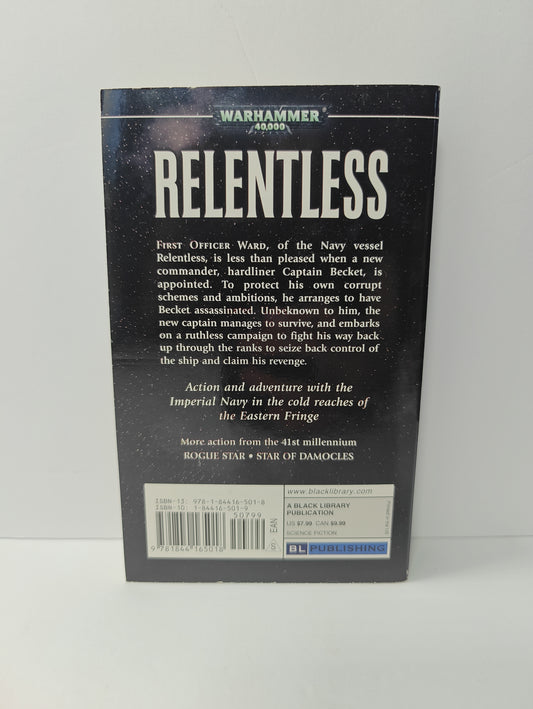 WARHAMMER
40,000
RELENTLESS
FIRST OFFICER WARD, of the Navy vessel
Relentless, is less than pleased when a new
commander, hardliner Captain Becket, is
appointed. To protect his own corrupt
schemes and ambitions, he arranges to have
Becket assassinated. Unbeknown to him, the
new captain manages to survive, and embarks
on a ruthless campaign to fight his way back
up through the ranks to seize back control of
the ship and claim his revenge.
Action and adventure with the
Imperial Navy in the cold reaches of
the Eastern Fringe
More action from the 41st millennium
ROGUE STAR • STAR OF DAMOCLES
ISBN-13: 978-1-84416-501-8
ISBN-10: 1-84416-501-9
50799
EAN
9 781844 165018
www.blacklibrary.com
A BLACK LIBRARY
PUBLICATION
US $7.99 CAN $9.99
SCIENCE FICTION
BL PUBLISHING